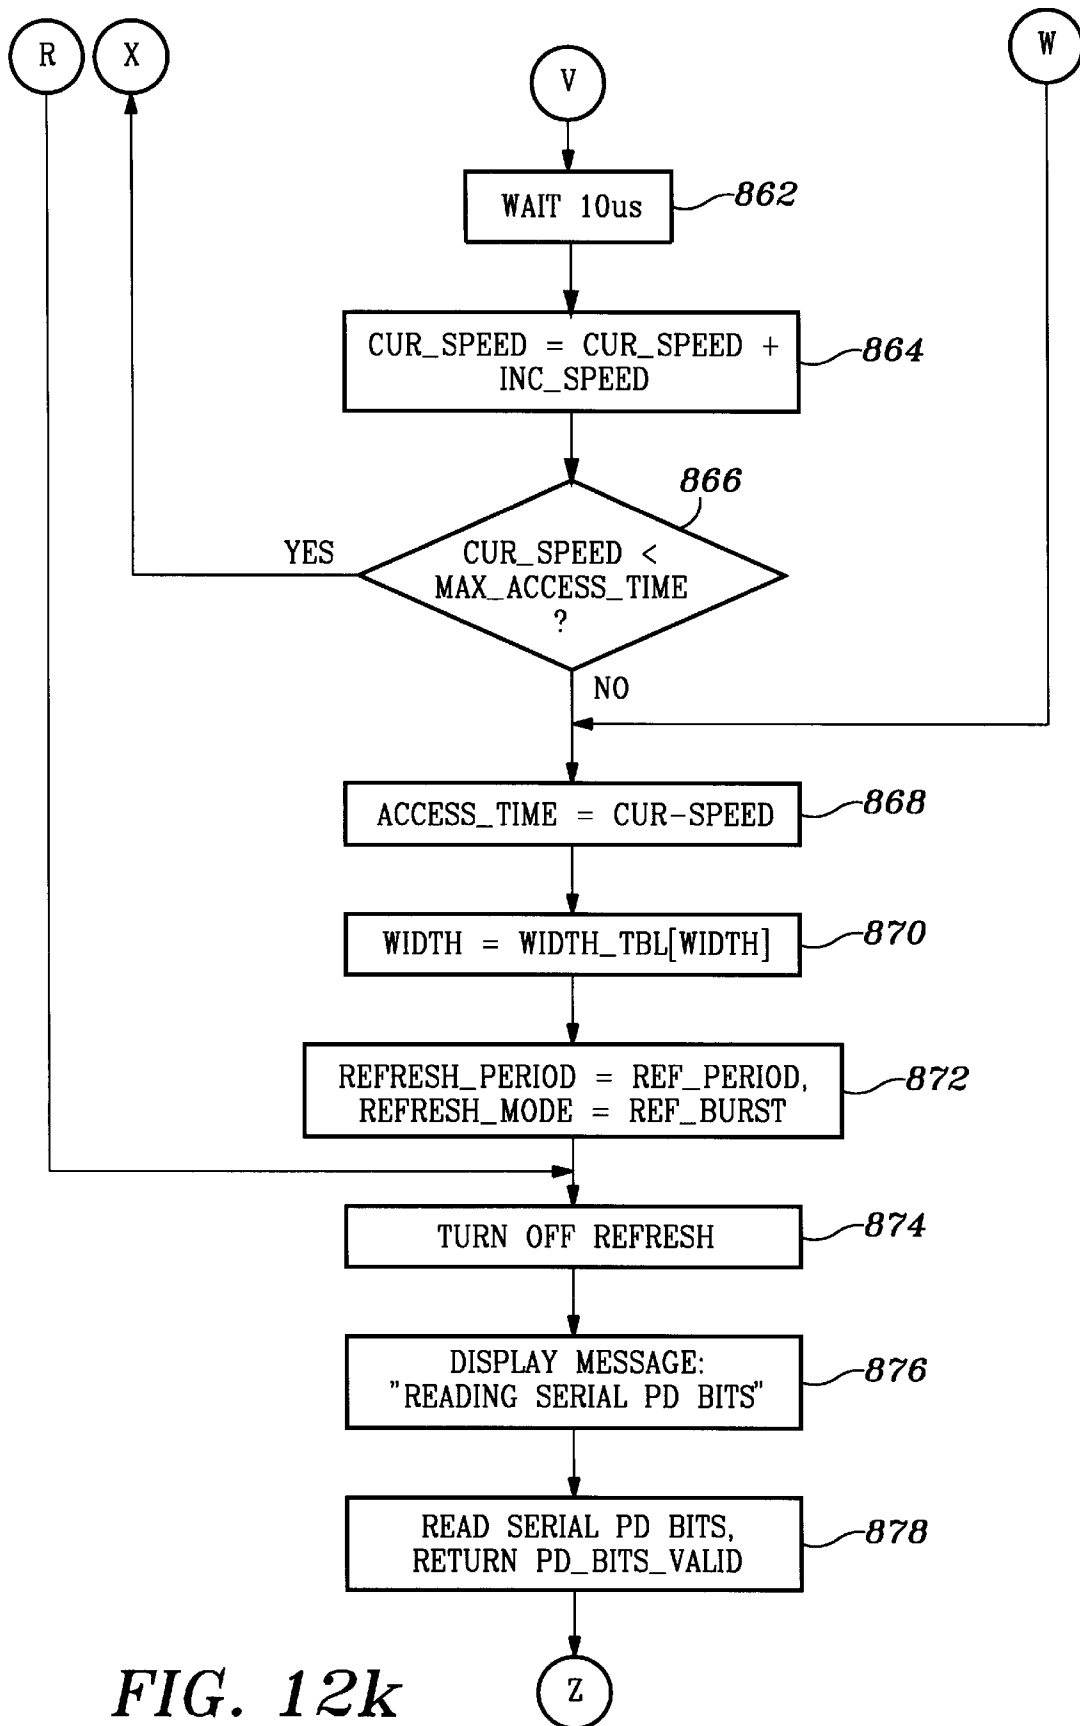 R
X
V
W
WAIT 10us
862
CUR_SPEED = CUR_SPEED +
INC_SPEED
864
866
YES
CUR_SPEED <
MAX_ACCESS_TIME
?
NO
ACCESS_TIME = CUR-SPEED
868
WIDTH = WIDTH_TBL[WIDTH]
870
REFRESH_PERIOD = REF_PERIOD,
REFRESH_MODE = REF_BURST
872
TURN OFF REFRESH
874
DISPLAY MESSAGE:
"READING SERIAL PD BITS"
876
READ SERIAL PD BITS,
RETURN PD_BITS_VALID
878
Z
FIG. 12k